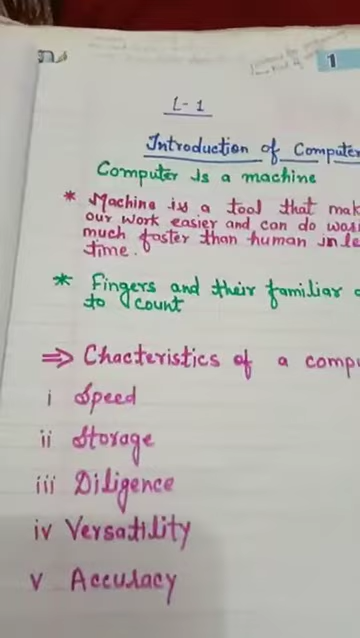 1
L-1
Introduction of Computer
Computer Is a machine
* Machine is a tool that mak
our work easier and can do
much faster than human in le
time.
* Fingers and their familiar
to count
⇒ Chacteristics of a compu
i Speed
ii Storage
iii Diligence
iv Versatility
v Accuracy